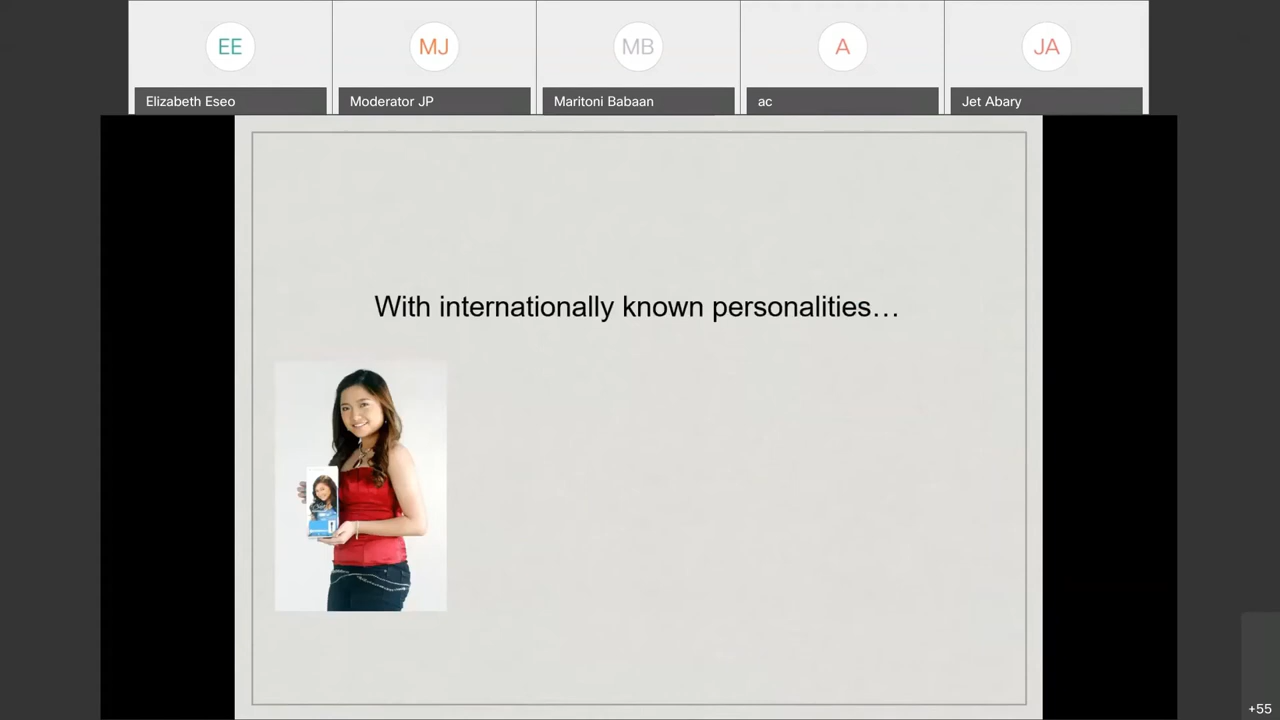 EE
MJ
MB
A
JA
Elizabeth Eseo
Moderator JP
Maritoni Babaan
ac
Jet Abary
With internationally known personalities…
+55